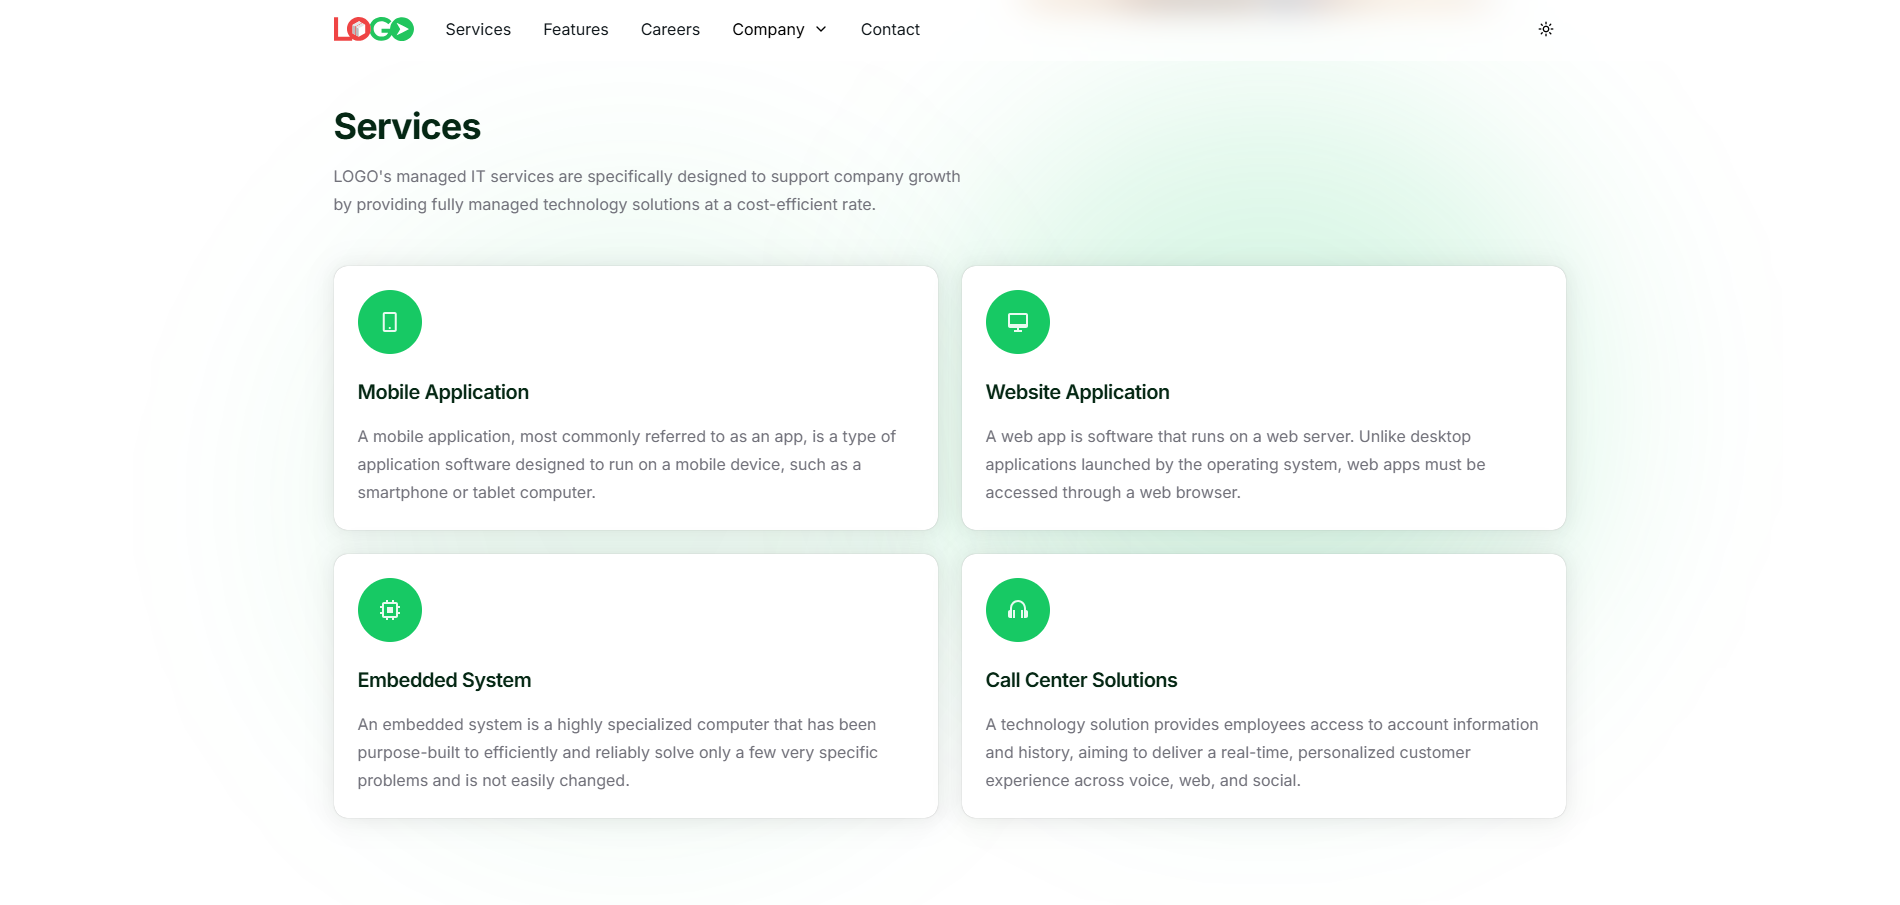 LOGO
Services
Features
Careers
Company
Contact
Services
LOGO's managed IT services are specifically designed to support company growth
by providing fully managed technology solutions at a cost-efficient rate.
Mobile Application
A mobile application, most commonly referred to as an app, is a type of
application software designed to run on a mobile device, such as a
smartphone or tablet computer.
Website Application
A web app is software that runs on a web server. Unlike desktop
applications launched by the operating system, web apps must be
accessed through a web browser.
Embedded System
An embedded system is a highly specialized computer that has been
purpose-built to efficiently and reliably solve only a few very specific
problems and is not easily changed.
Call Center Solutions
A technology solution provides employees access to account information
and history, aiming to deliver a real-time, personalized customer
experience across voice, web, and social.